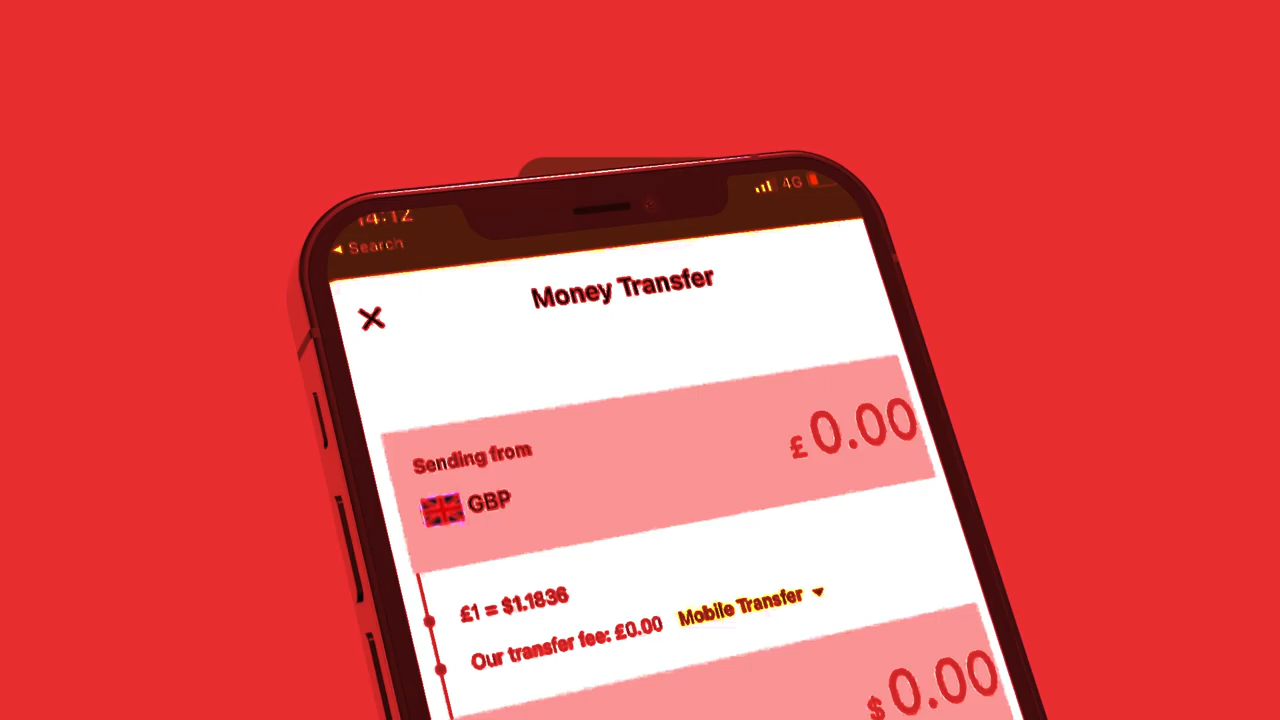 14:12
4G
◀ Search
Money Transfer
£0.00
Sending from
GBP
£1 = $1.1836
Our transfer fee: £0.00 Mobile Transfer ▼
$0.00